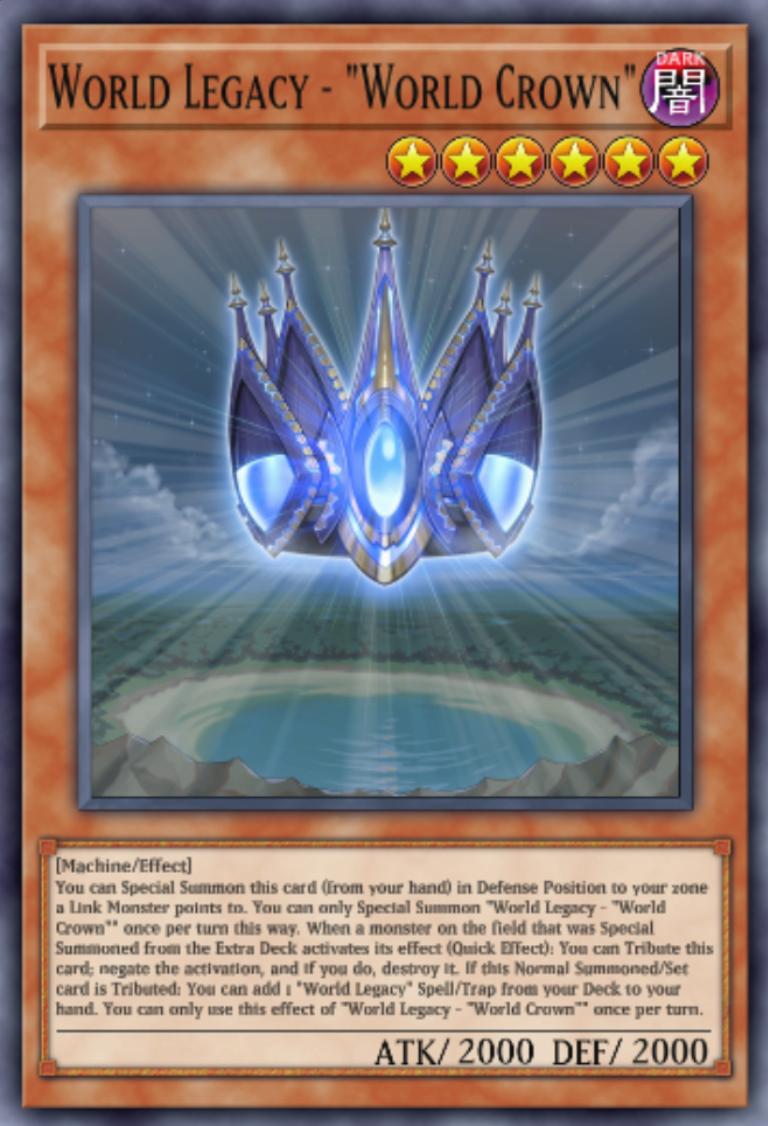 World Legacy - "World Crown"
DARK
闇
[Machine/Effect]
You can Special Summon this card (from your hand) in Defense Position to your zone
a Link Monster points to. You can only Special Summon "World Legacy - "World
Crown"" once per turn this way. When a monster on the field that was Special
Summoned from the Extra Deck activates its effect (Quick Effect): You can Tribute this
card; negate the activation, and if you do, destroy it. If this Normal Summoned/Set
card is Tributed: You can add 1 "World Legacy" Spell/Trap from your Deck to your
hand. You can only use this effect of "World Legacy - "World Crown"" once per turn.
ATK/ 2000 DEF/ 2000